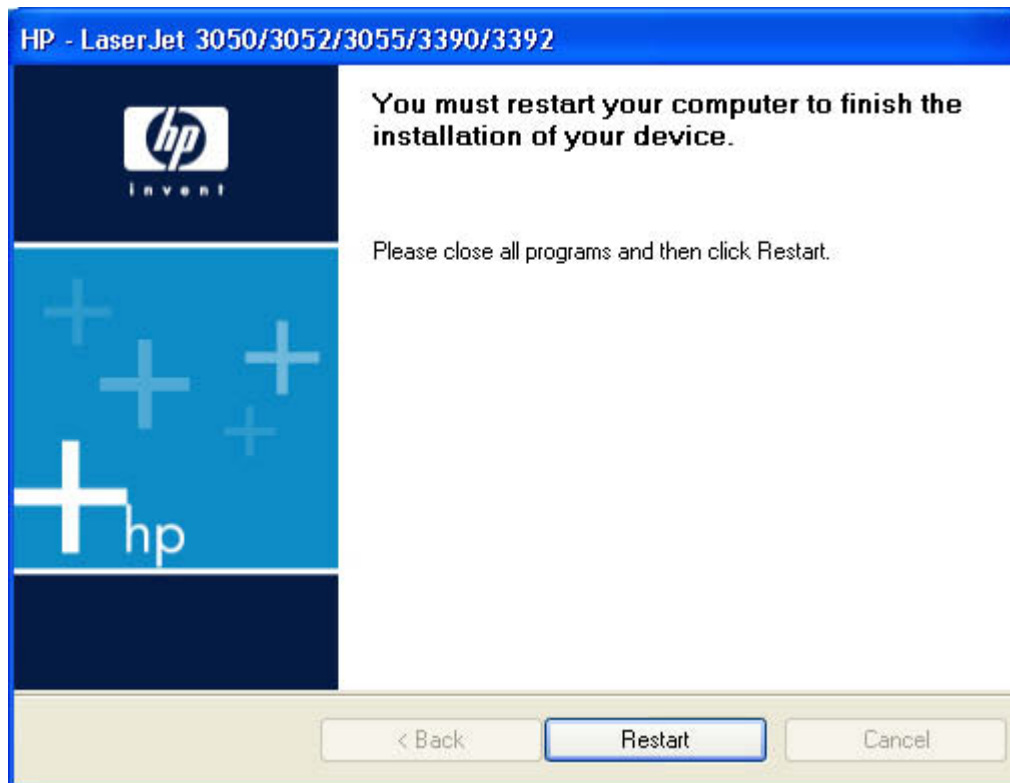 HP - LaserJet 3050/3052/3055/3390/3392
hp
invent
You must restart your computer to finish the
installation of your device.
Please close all programs and then click Restart.
hp
< Back
Restart
Cancel